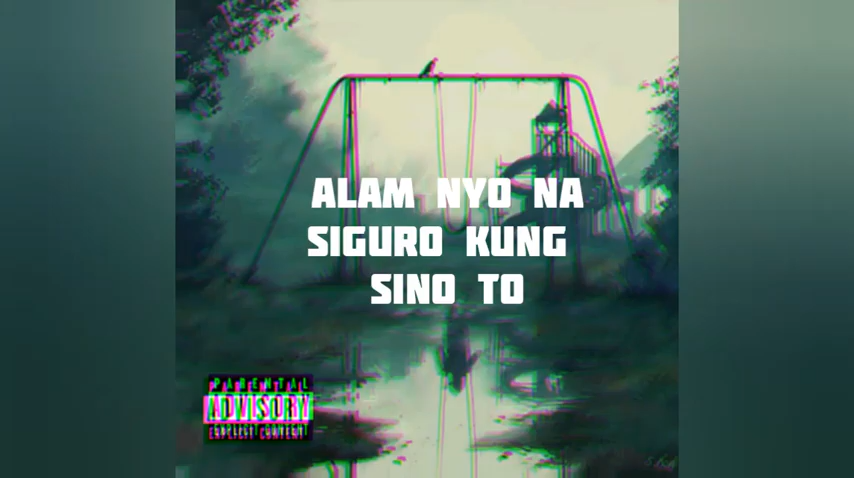 ALAM NYO NA
SIGURO KUNG
SINO TO
PARENTAL
ADVISORY
EXPLICIT CONTENT